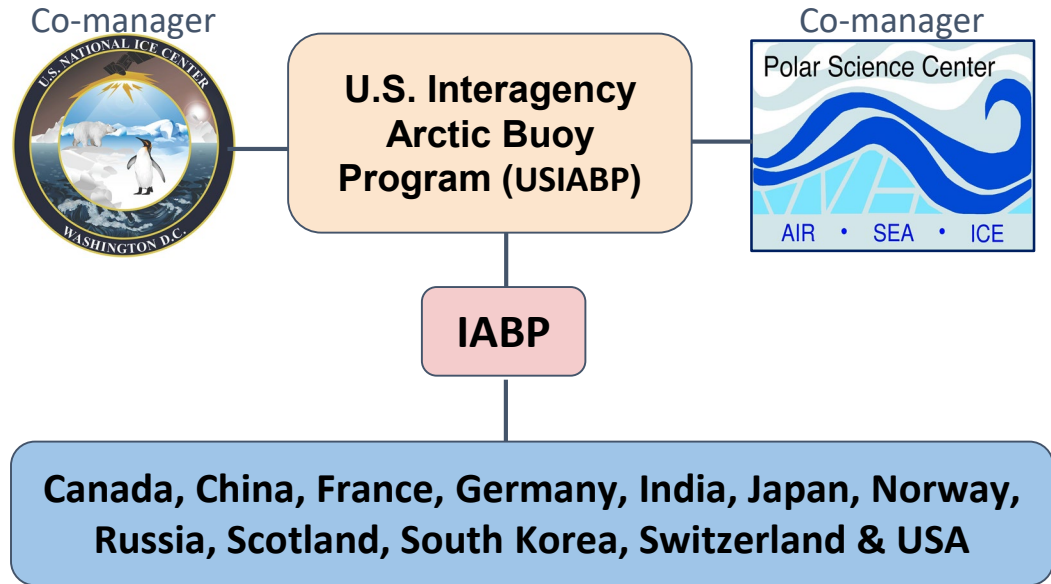 Co-manager
Co-manager
U.S. NATIONAL ICE CENTER
WASHINGTON D.C.
U.S. Interagency
Arctic Buoy
Program (USIABP)
Polar Science Center
AIR • SEA • ICE
IABP
Canada, China, France, Germany, India, Japan, Norway,
Russia, Scotland, South Korea, Switzerland & USA